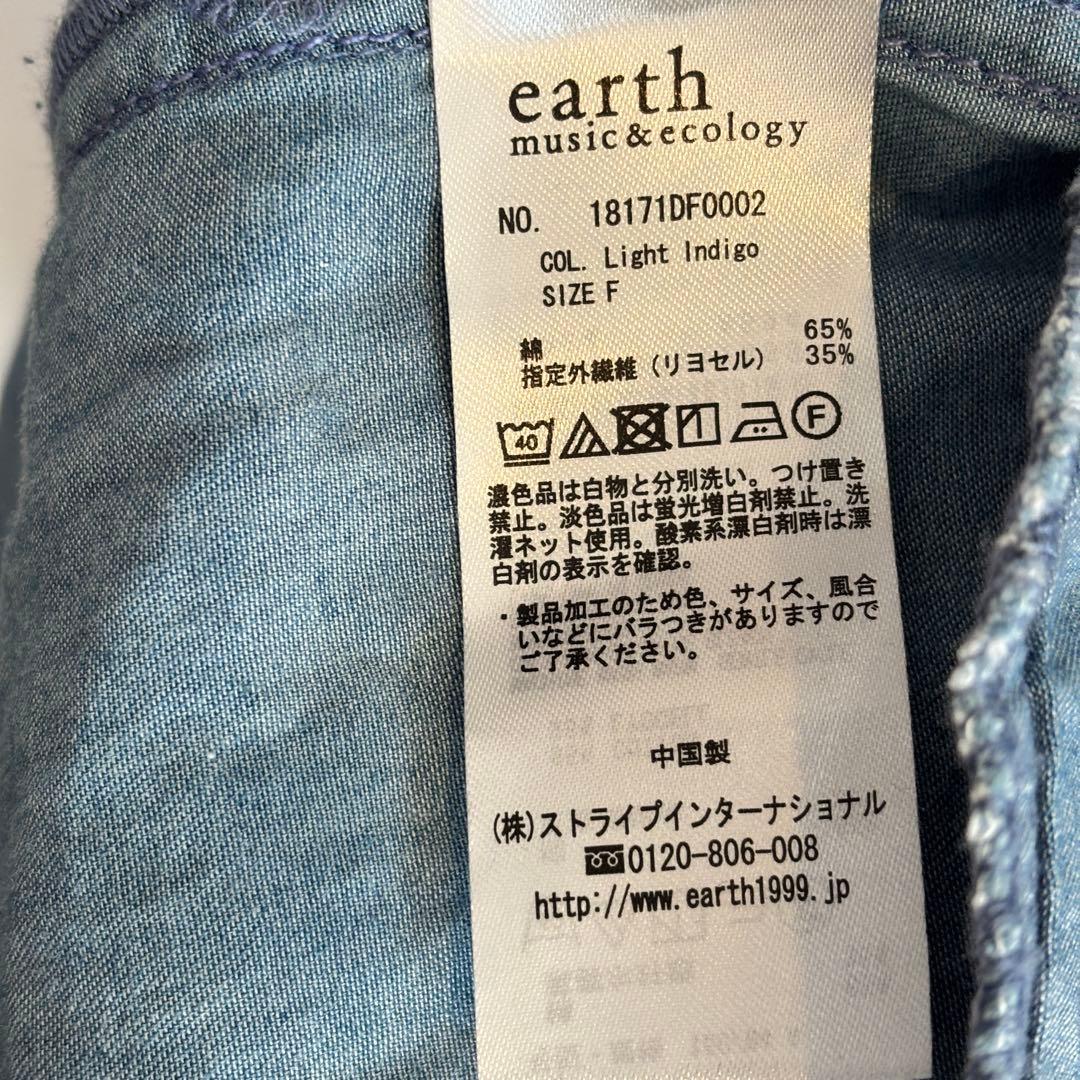 earth
music&ecology
NO. 18171DF0002
COL. Light Indigo
SIZE F
綿 65%
指定外繊維（リヨセル） 35%
40 F
濃色品は白物と分別洗い。つけ置き
禁止。淡色品は蛍光増白剤禁止。洗
濯ネット使用。酸素系漂白剤時は漂
白剤の表示を確認。
・製品加工のため色、サイズ、風合
いなどにバラつきがありますので
ご了承ください。
中国製
(株)ストライプインターナショナル
0120-806-008
http://www.earth1999.jp